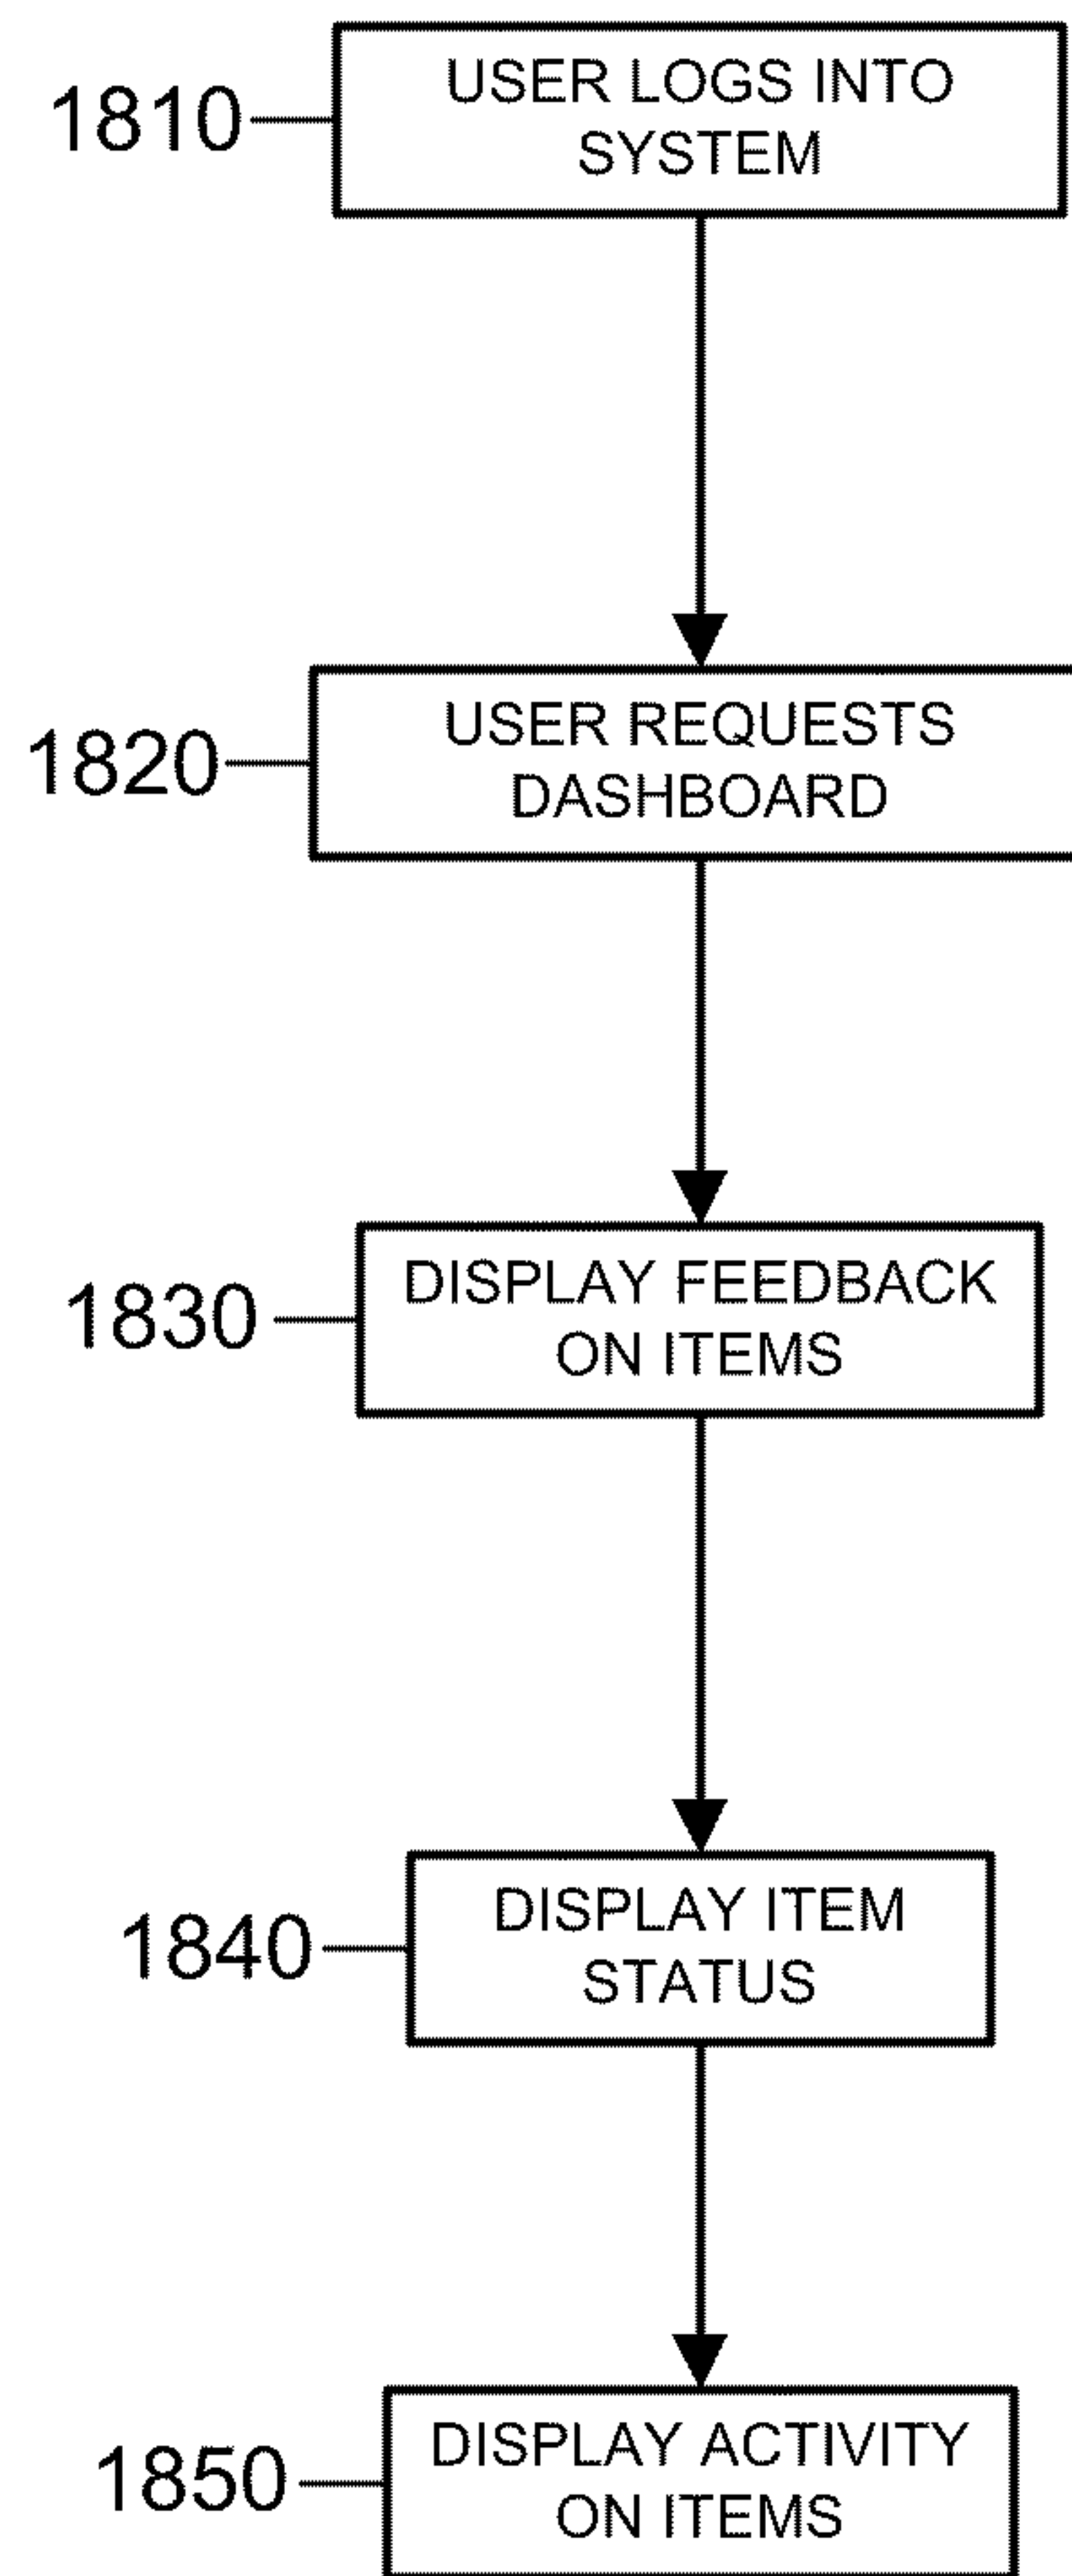 1810
USER LOGS INTO
SYSTEM
1820
USER REQUESTS
DASHBOARD
1830
DISPLAY FEEDBACK
ON ITEMS
1840
DISPLAY ITEM
STATUS
1850
DISPLAY ACTIVITY
ON ITEMS